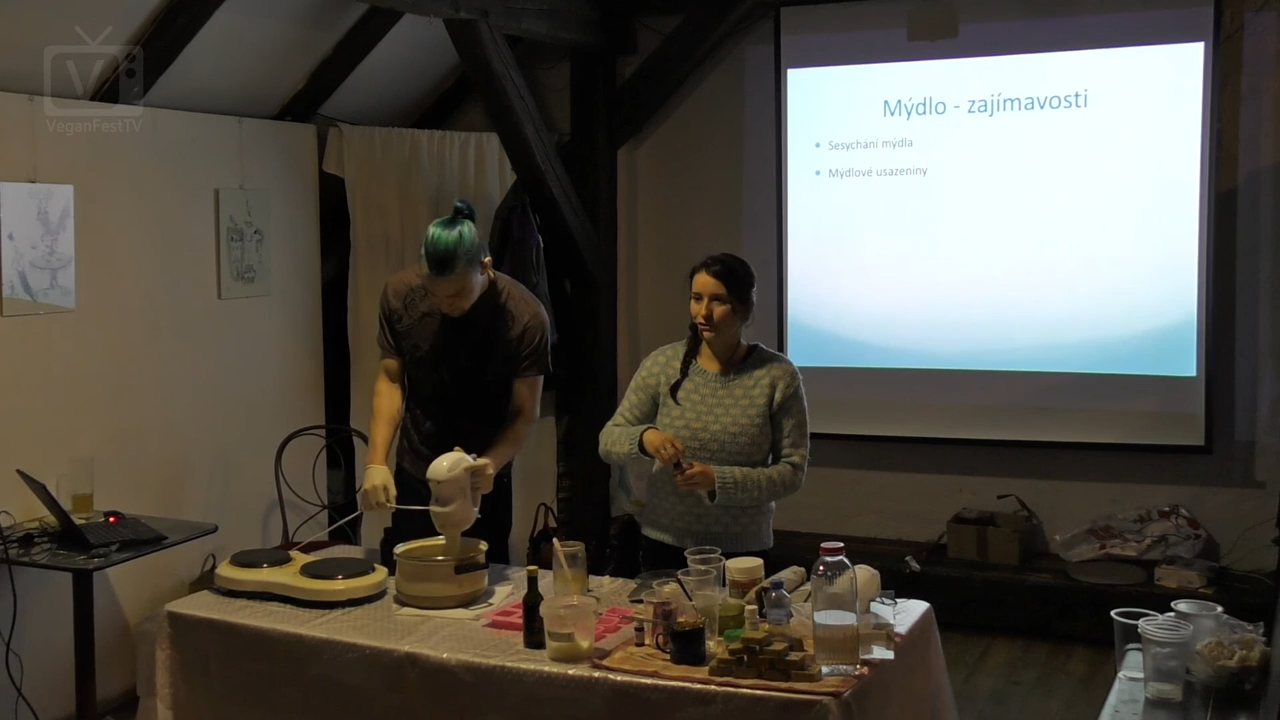 V
VeganFestTV
Mýdlo - zajímavosti
Sesychání mýdla
Mýdlové usazeniny